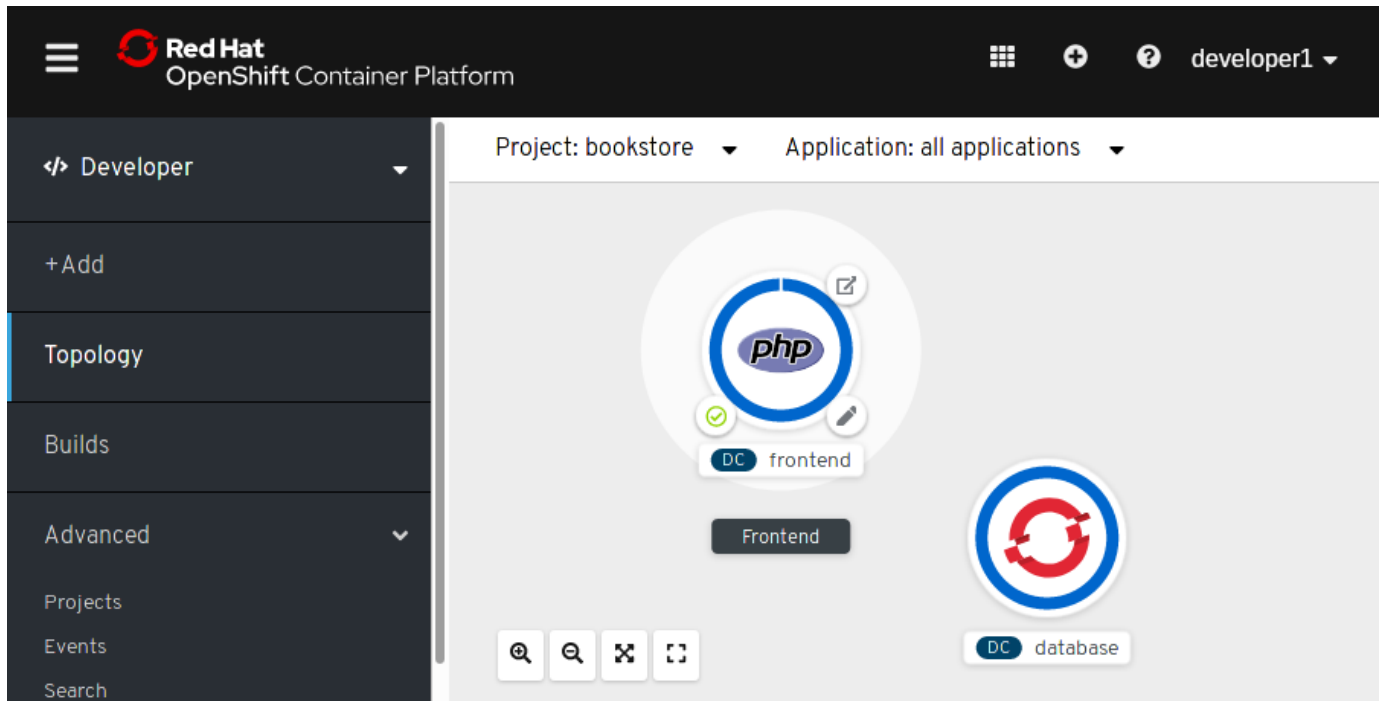 Red Hat
OpenShift Container Platform
developer1
</> Developer
Project: bookstore
Application: all applications
+Add
Topology
Builds
Advanced
Projects
Events
Search
php
DC frontend
Frontend
DC database